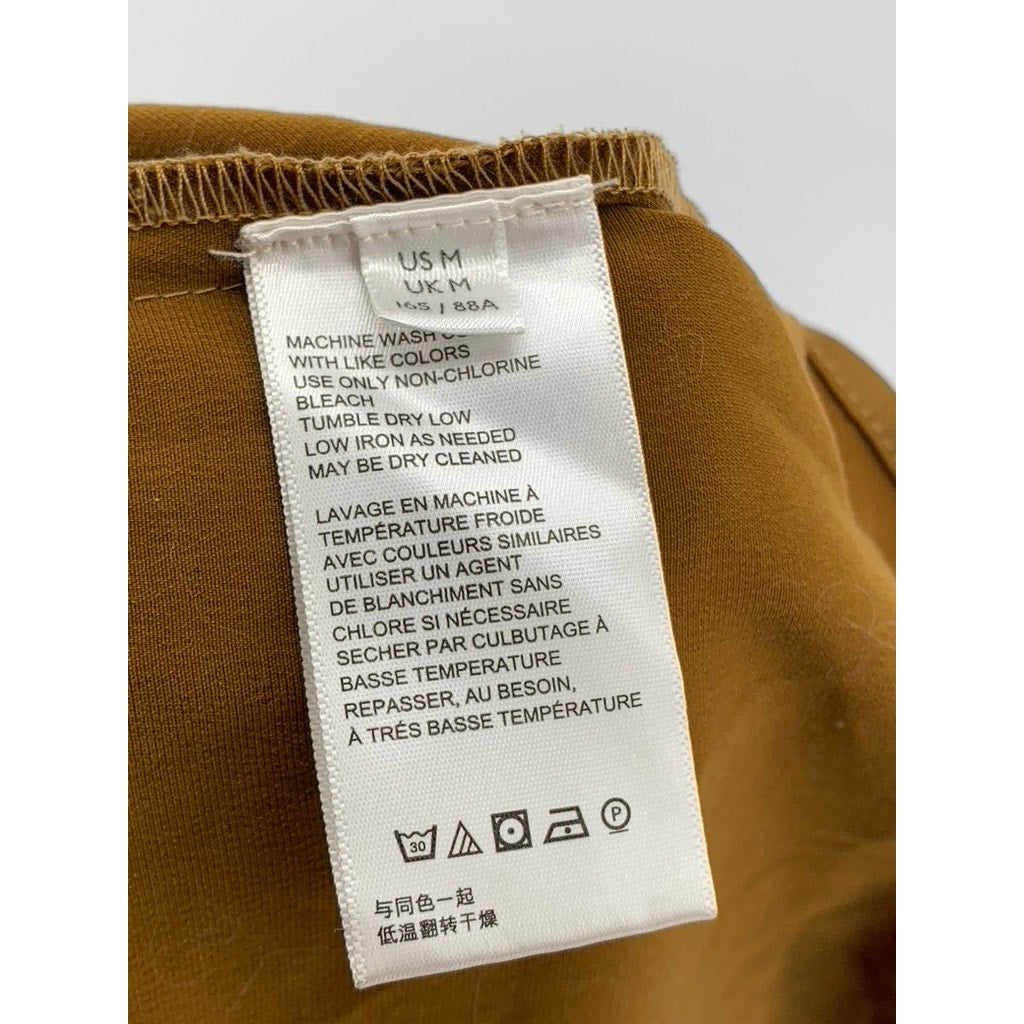 US M
UK M
165 / 88A
MACHINE WASH
WITH LIKE COLORS
USE ONLY NON-CHLORINE
BLEACH
TUMBLE DRY LOW
LOW IRON AS NEEDED
MAY BE DRY CLEANED
LAVAGE EN MACHINE À
TEMPÉRATURE FROIDE
AVEC COULEURS SIMILAIRES
UTILISER UN AGENT
DE BLANCHIMENT SANS
CHLORE SI NÉCESSAIRE
SECHER PAR CULBUTAGE À
BASSE TEMPERATURE
REPASSER, AU BESOIN,
À TRÉS BASSE TEMPÉRATURE
30 P
与同色一起
低温翻转干燥